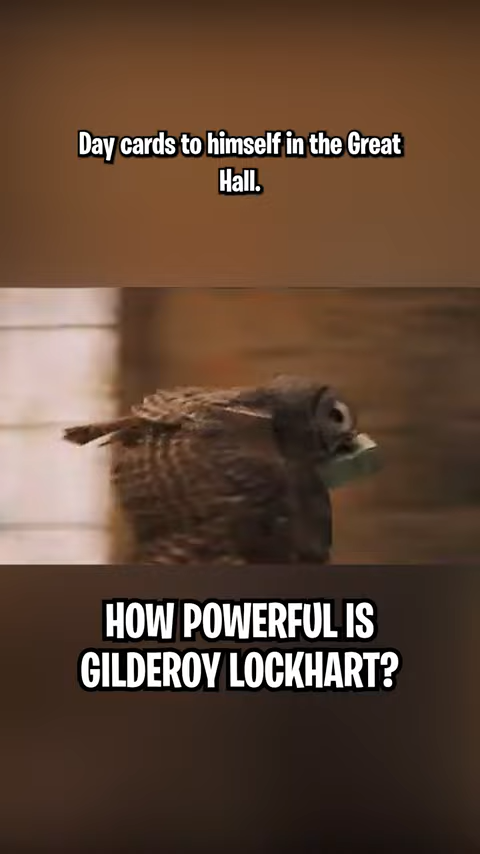 Day cards to himself in the Great
Hall.
HOW POWERFUL IS
GILDEROY LOCKHART?